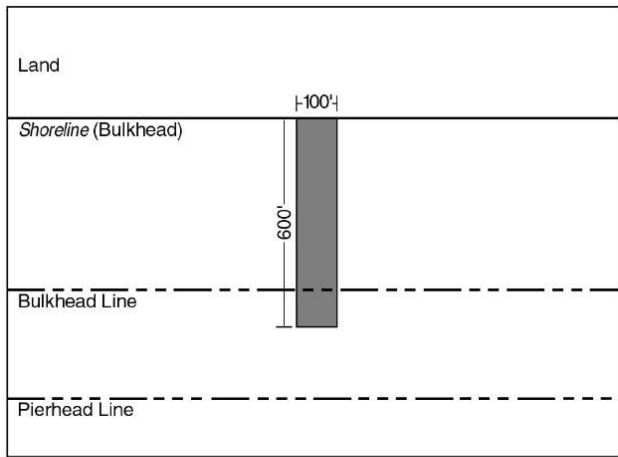 Land
100'
Shoreline (Bulkhead)
600'
Bulkhead Line
Pierhead Line